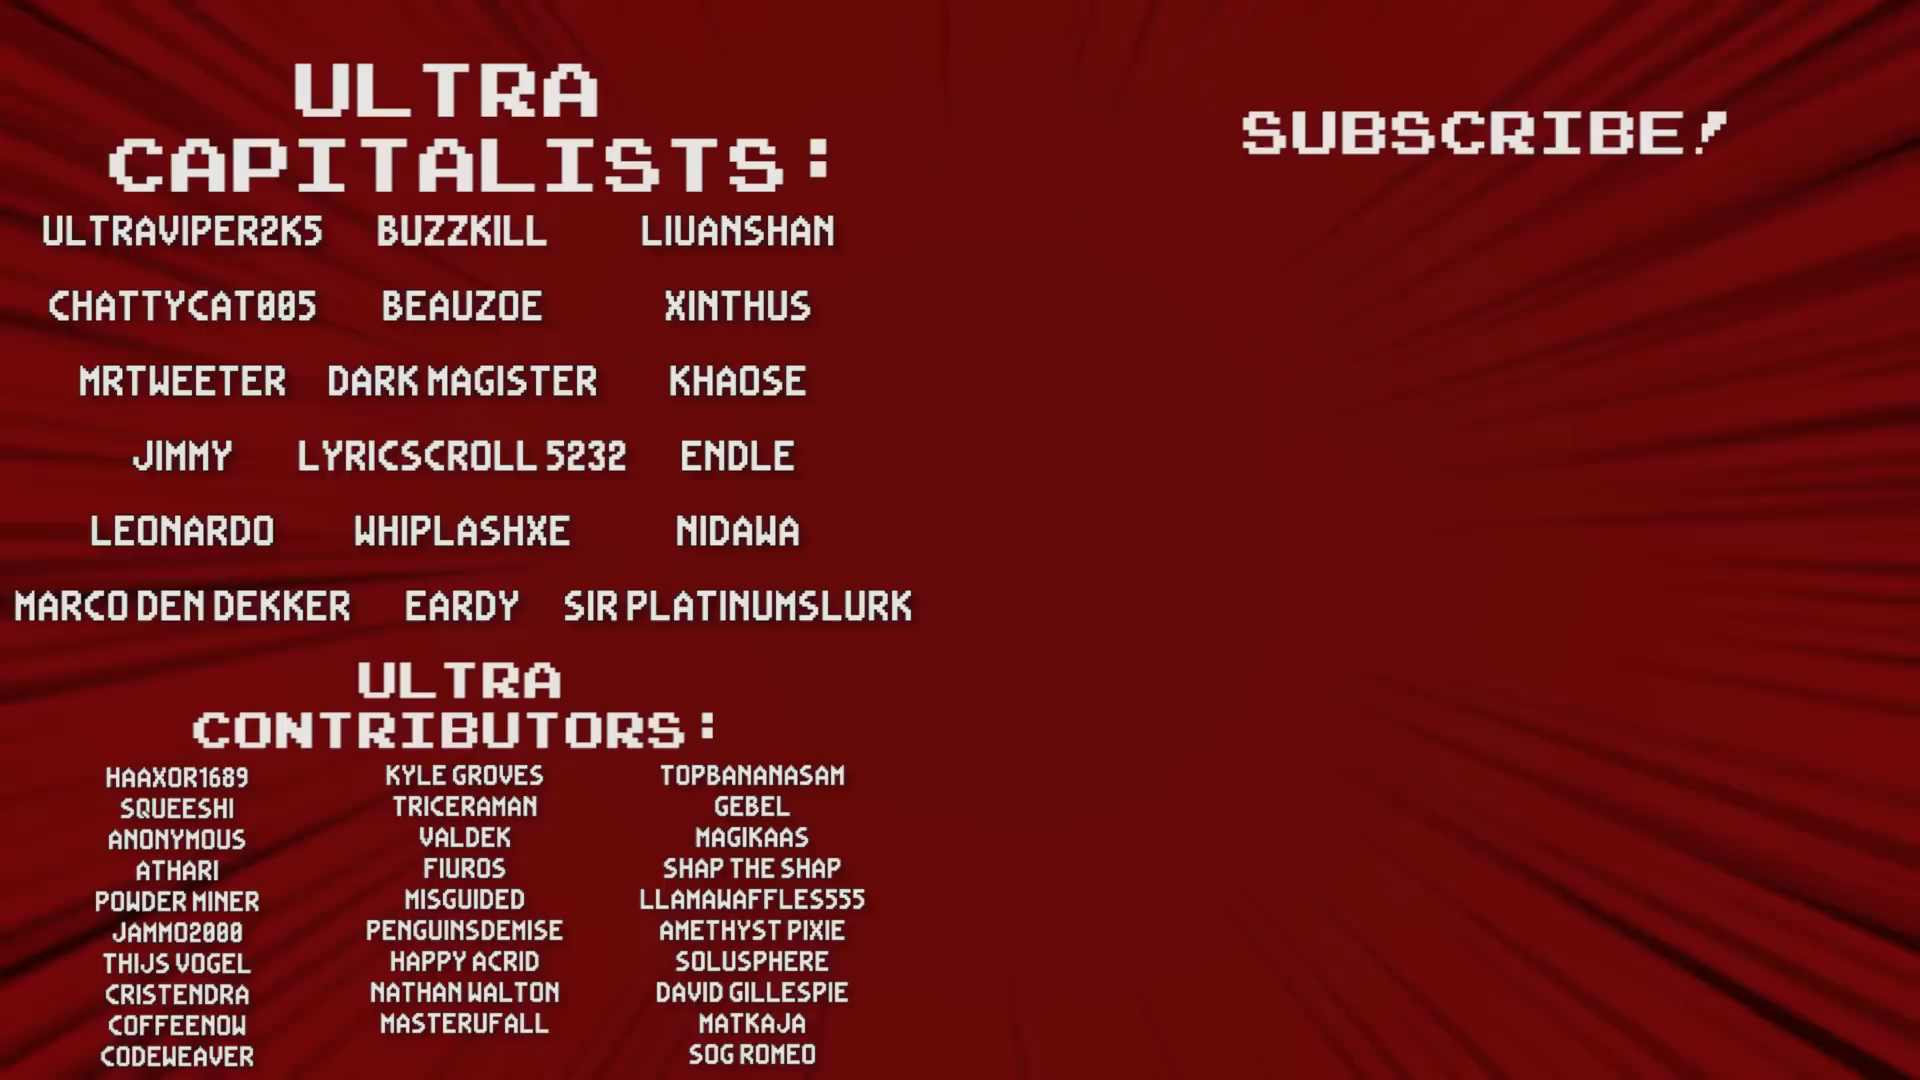 ULTRA
CAPITALISTS:
ULTRAVIPER2K5 BUZZKILL LIUANSHAN
CHATTYCAT005 BEAUZOE XINTHUS
MRTWEETER DARK MAGISTER KHAOSE
JIMMY LYRICSCROLL 5232 ENDLE
LEONARDO WHIPLASHXE NIDAWA
MARCO DEN DEKKER EARDY SIR PLATINUMSLURK
ULTRA
CONTRIBUTORS:
HAAXOR1689 KYLE GROVES TOPBANANASAM
SQUEESHI TRICERAMAN GEBEL
ANONYMOUS VALDEK MAGIKAAS
ATHARI FIUROS SHAP THE SHAP
POWDER MINER MISGUIDED LLAMAWAFFLES555
JAMMO2000 PENGUINSDEMISE AMETHYST PIXIE
THIJS VOGEL HAPPY ACRID SOLUSPHERE
CRISTENDRA NATHAN WALTON DAVID GILLESPIE
COFFEENOW MASTERUFALL MATKAJA
CODEWEAVER SOG ROMEO
SUBSCRIBE!